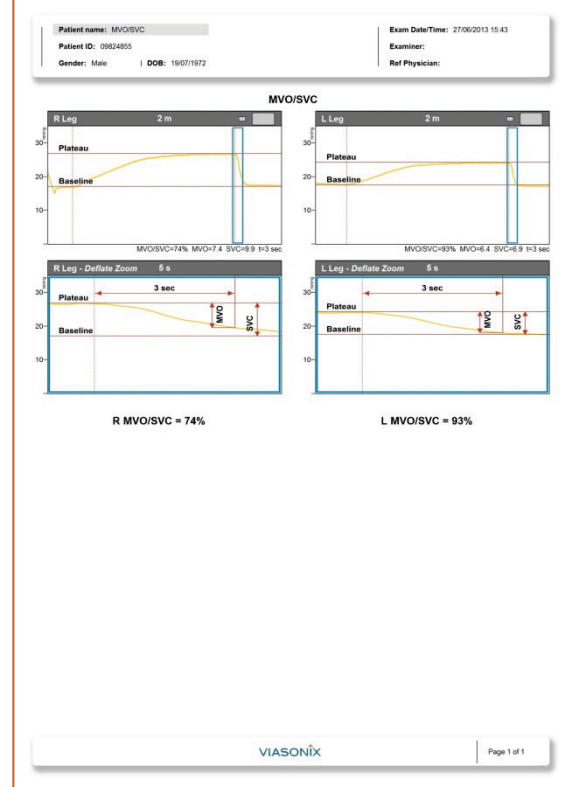 Patient name: MVO/SVC
Exam Date/Time: 27/06/2013 15:43
Patient ID: 09824855
Examiner:
Gender: Male | DOB: 19/07/1972
Ref Physician:
MVO/SVC
R Leg 2 m
30-
20-
10-
Plateau
Baseline
MVO/SVC=74% MVO=7.4 SVC=9.9 t=3 sec
L Leg 2 m
30-
20-
10-
Plateau
Baseline
MVO/SVC=93% MVO=6.4 SVC=6.9 t=3 sec
R Leg - Deflate Zoom 5 s
3 sec
30-
20-
10-
Plateau
Baseline
MVO
SVC
L Leg - Deflate Zoom 5 s
3 sec
30-
20-
10-
Plateau
Baseline
MVO
SVC
R MVO/SVC = 74%
L MVO/SVC = 93%
VIASONIX
Page 1 of 1